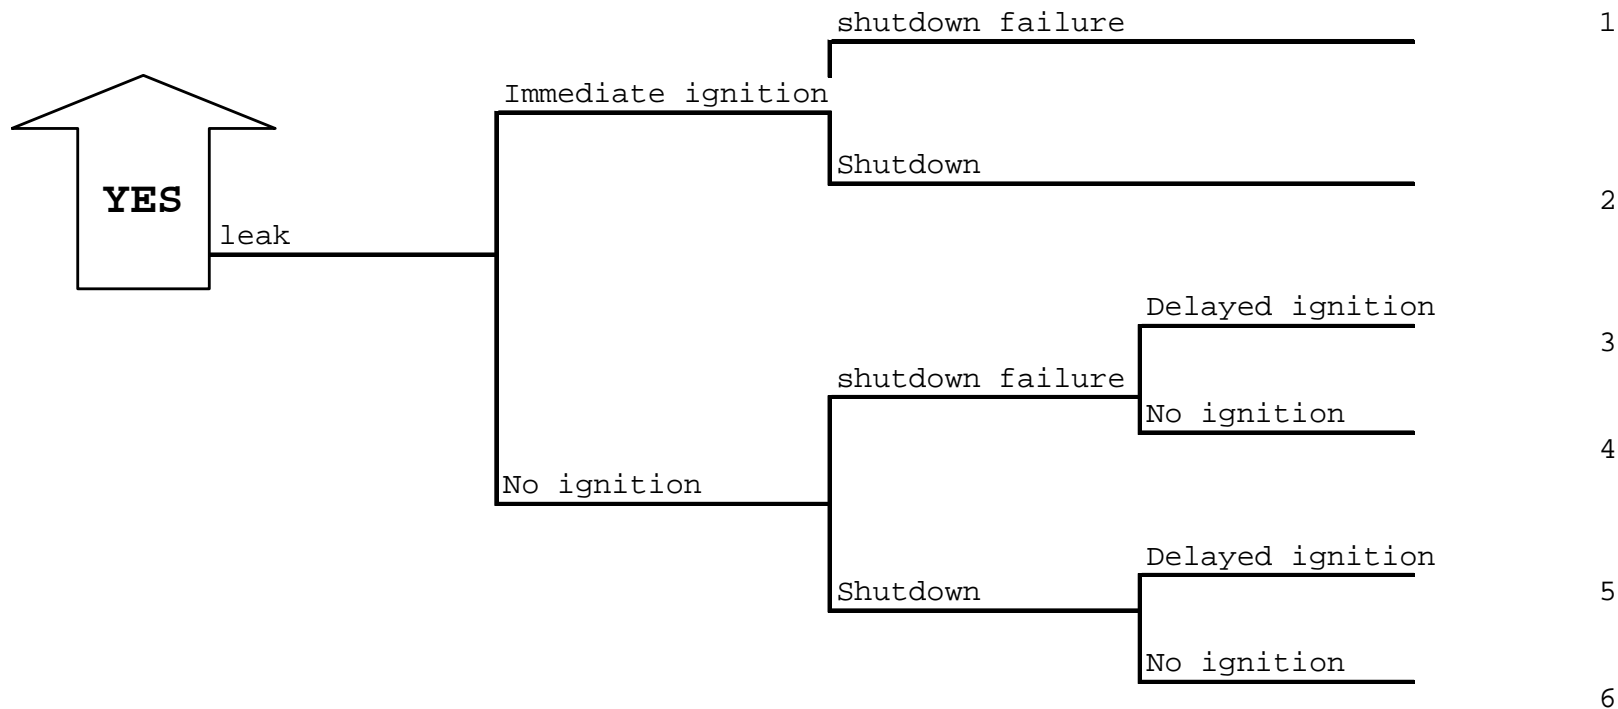 shutdown failure 1
Immediate ignition
Shutdown
YES
2
leak
Delayed ignition
3
shutdown failure
No ignition
4
No ignition
Delayed ignition
Shutdown 5
No ignition
6